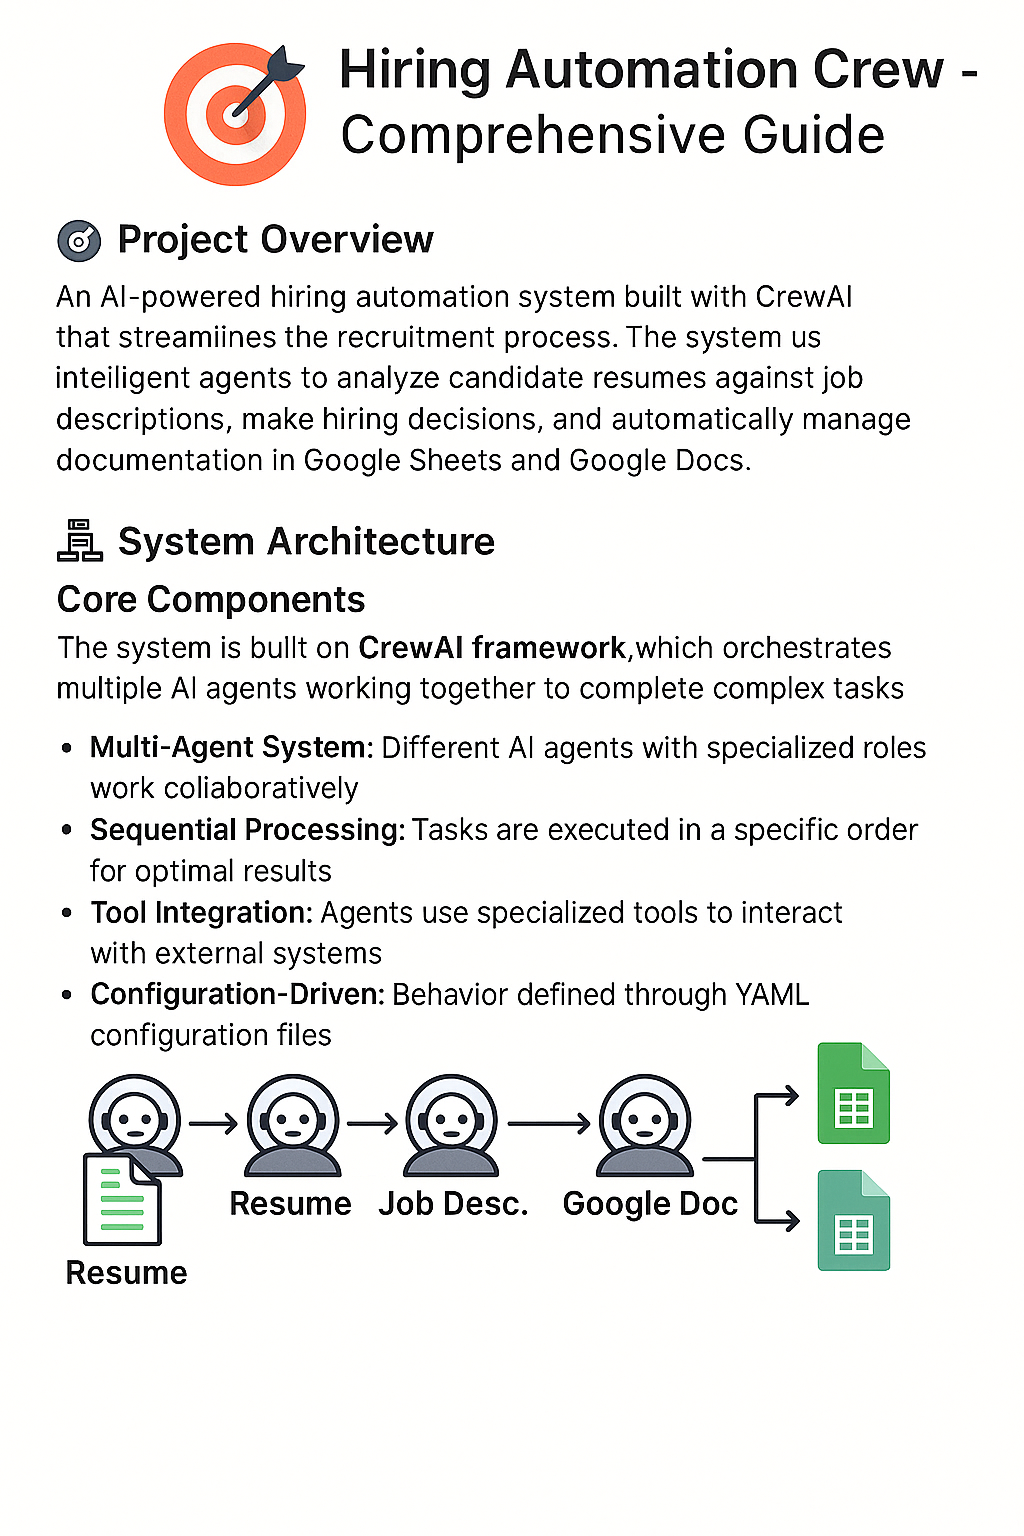 Hiring Automation Crew -
Comprehensive Guide
Project Overview
An AI-powered hiring automation system built with CrewAI
that streamiines the recruitment process. The system us
inteiligent agents to analyze candidate resumes against job
descriptions, make hiring decisions, and automatically manage
documentation in Google Sheets and Google Docs.
System Architecture
Core Components
The system is built on CrewAI framework,which orchestrates
multiple AI agents working together to complete complex tasks
• Multi-Agent System: Different AI agents with specialized roles
work coliaboratively
• Sequential Processing: Tasks are executed in a specific order
for optimal results
• Tool Integration: Agents use specialized tools to interact
with external systems
• Configuration-Driven: Behavior defined through YAML
configuration files
Resume
Job Desc.
Google Doc
Resume